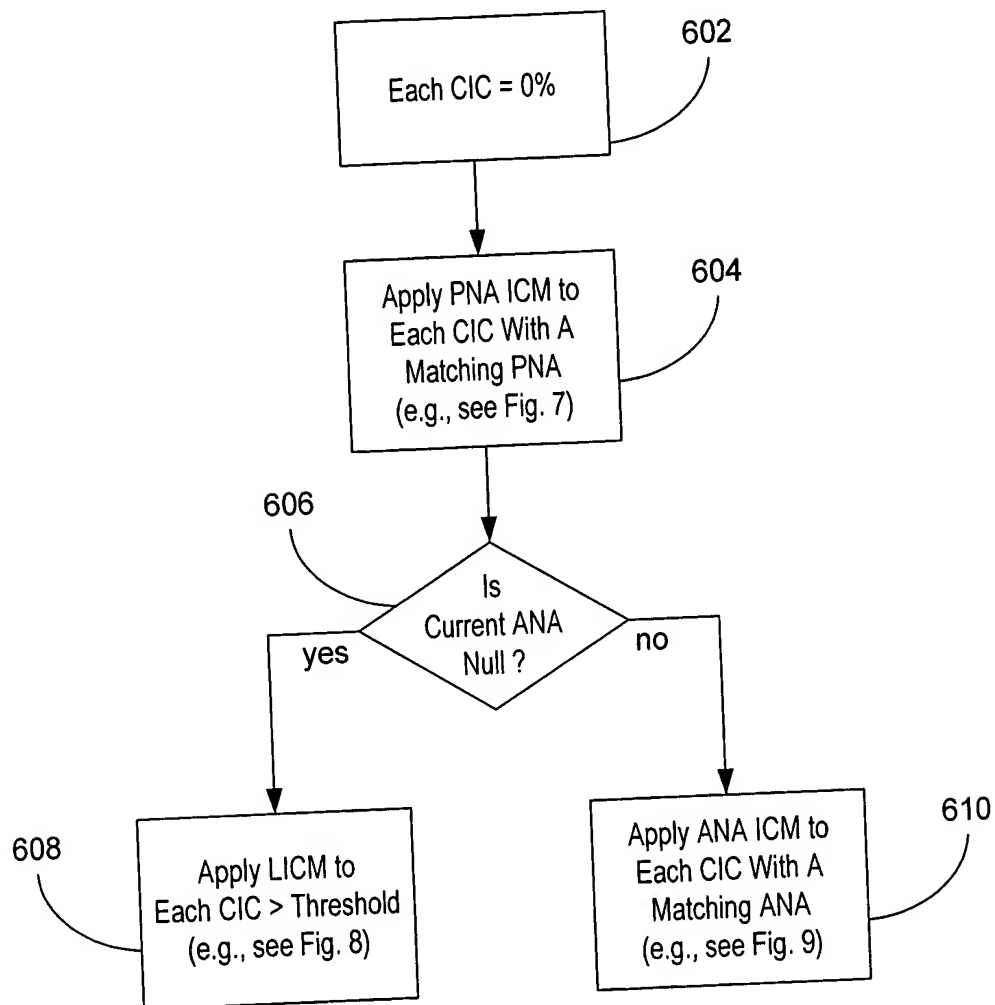 602
Each CIC = 0%
604
Apply PNA ICM to
Each CIC With A
Matching PNA
(e.g., see Fig. 7)
606
Is
Current ANA
Null ?
yes
no
608
Apply LICM to
Each CIC > Threshold
(e.g., see Fig. 8)
610
Apply ANA ICM to
Each CIC With A
Matching ANA
(e.g., see Fig. 9)